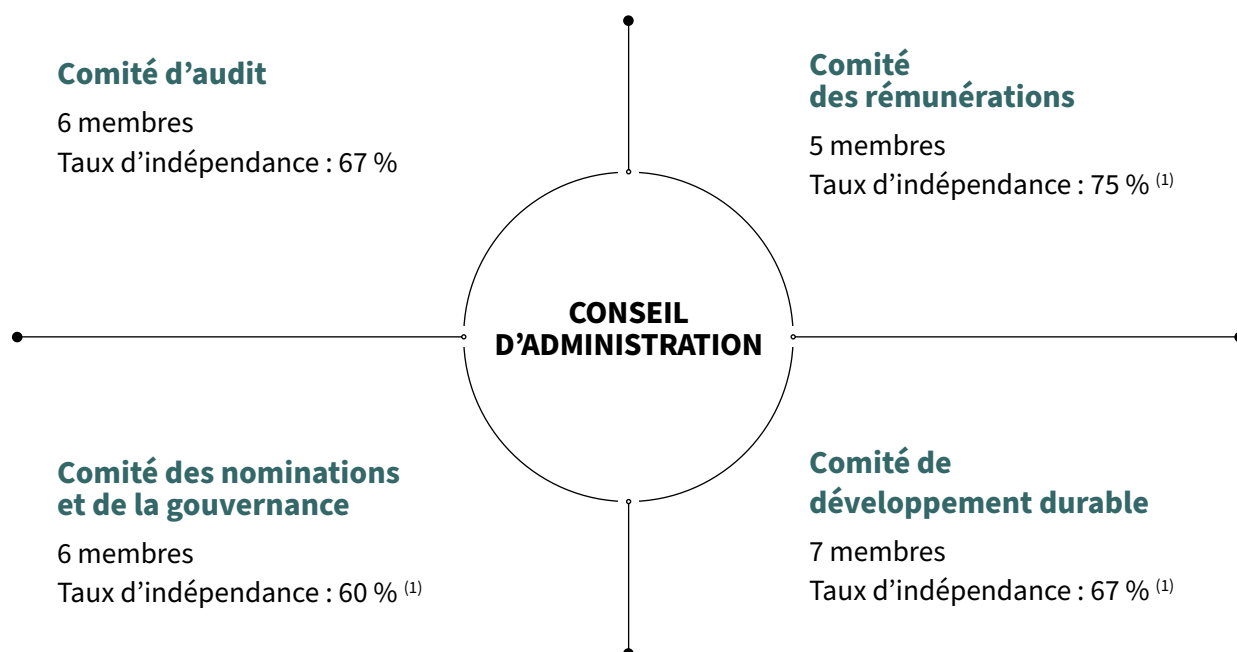 Comité d’audit
6 membres
Taux d’indépendance : 67 %
Comité
des rémunérations
5 membres
Taux d’indépendance : 75 % (1)
CONSEIL
D’ADMINISTRATION
Comité des nominations
et de la gouvernance
6 membres
Taux d’indépendance : 60 % (1)
Comité de
développement durable
7 membres
Taux d’indépendance : 67 % (1)